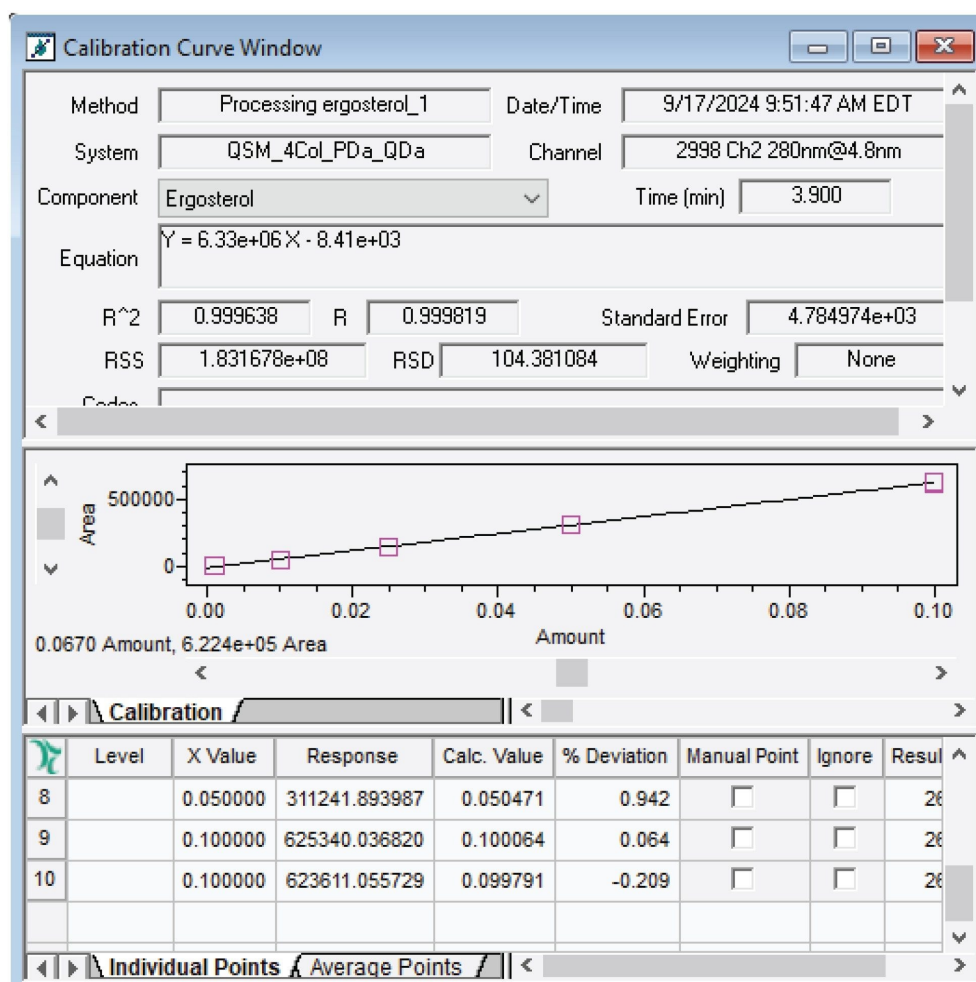 Calibration Curve Window
Method Processing ergosterol_1 Date/Time 9/17/2024 9:51:47 AM EDT
System QSM_4Col_PDa_QDa Channel 2998 Ch2 280nm@4.8nm
Component Ergosterol Time (min) 3.900
Equation Y = 6.33e+06 X - 8.41e+03
R^2 0.999638 R 0.999819 Standard Error 4.784974e+03
RSS 1.831678e+08 RSD 104.381084 Weighting None
Codes
500000
Area
0
0.00 0.02 0.04 0.06 0.08 0.10
Amount
0.0670 Amount, 6.224e+05 Area
Calibration
Level X Value Response Calc. Value % Deviation Manual Point Ignore Resul
8 0.050000 311241.893987 0.050471 0.942 26
9 0.100000 625340.036820 0.100064 0.064 26
10 0.100000 623611.055729 0.099791 -0.209 26
Individual Points Average Points